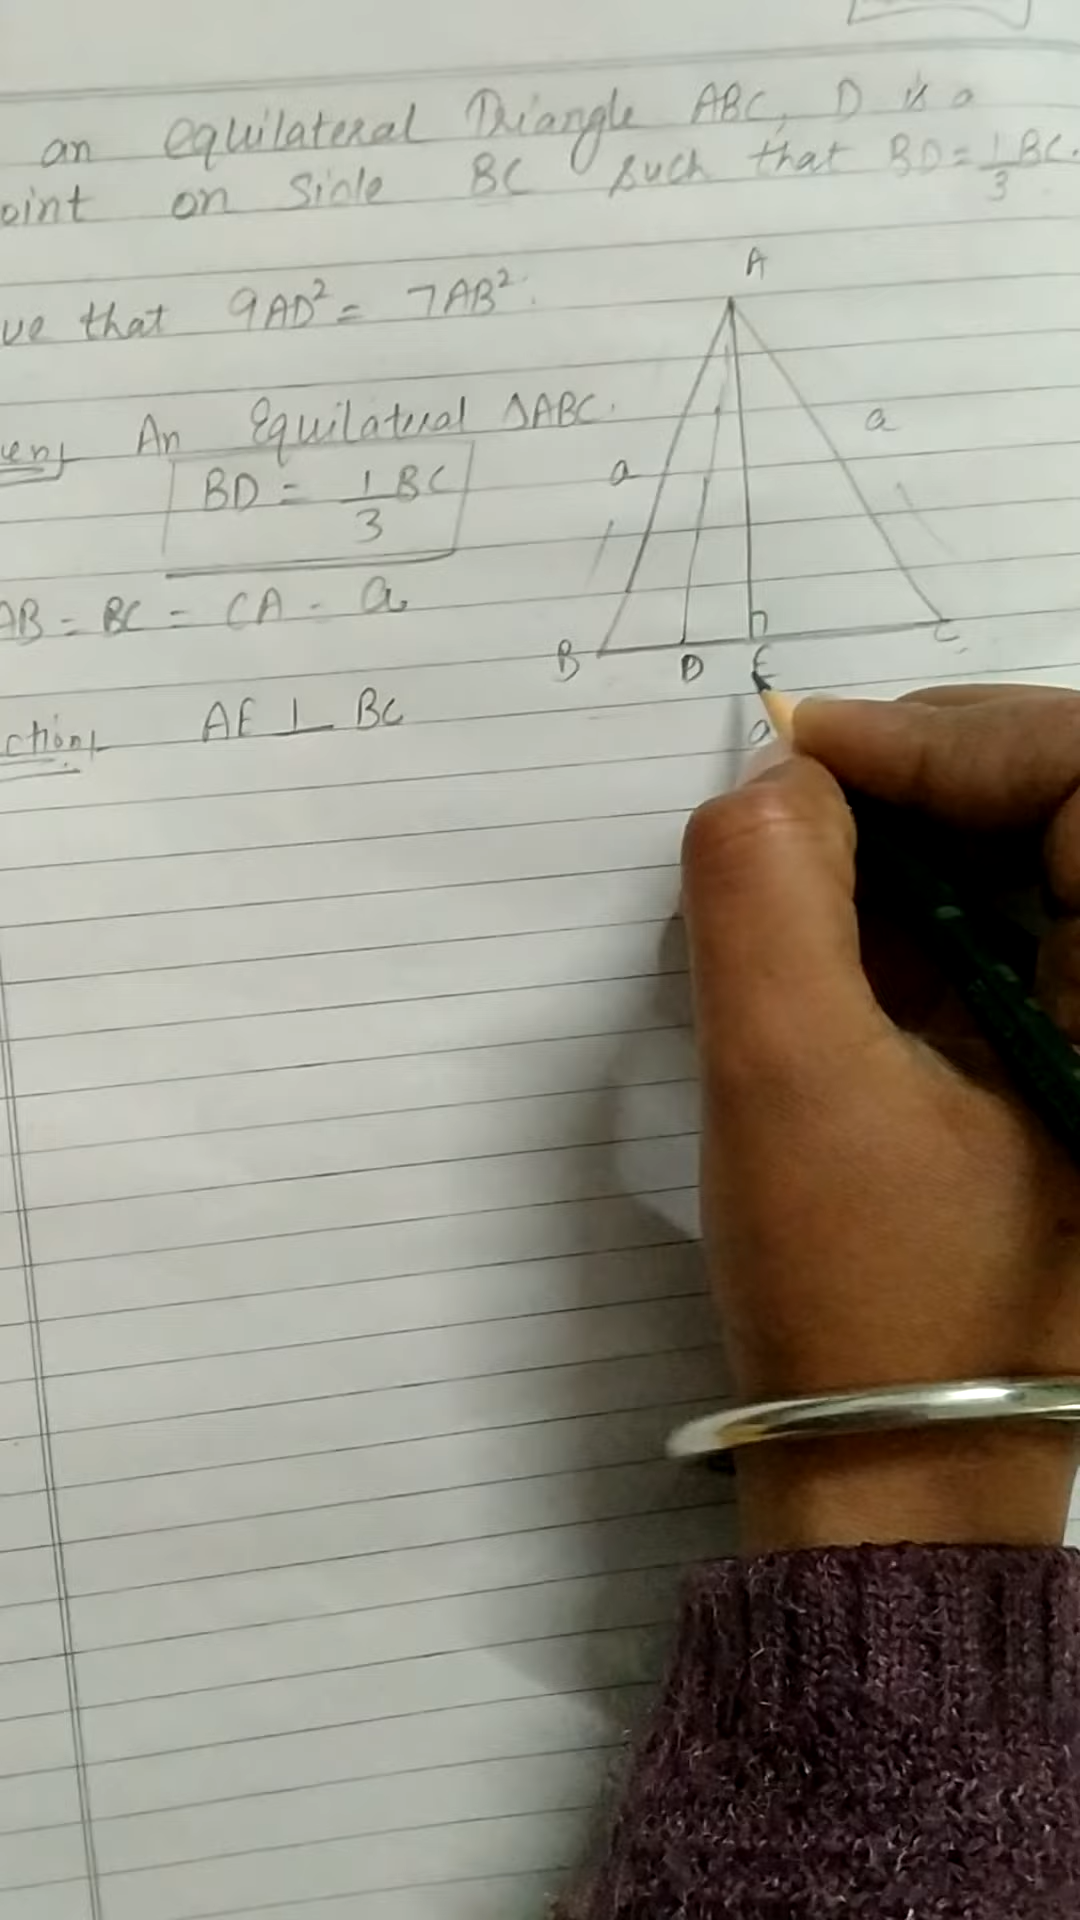 an equilateral Triangle ABC, D is a
oint on side BC such that BD = 1/3 BC.
ve that 9AD² = 7AB².
en, An Equilateral ΔABC.
BD = 1/3 BC
AB = BC = CA = a
ction, AE ⊥ BC
A
a
a
B D E C
a